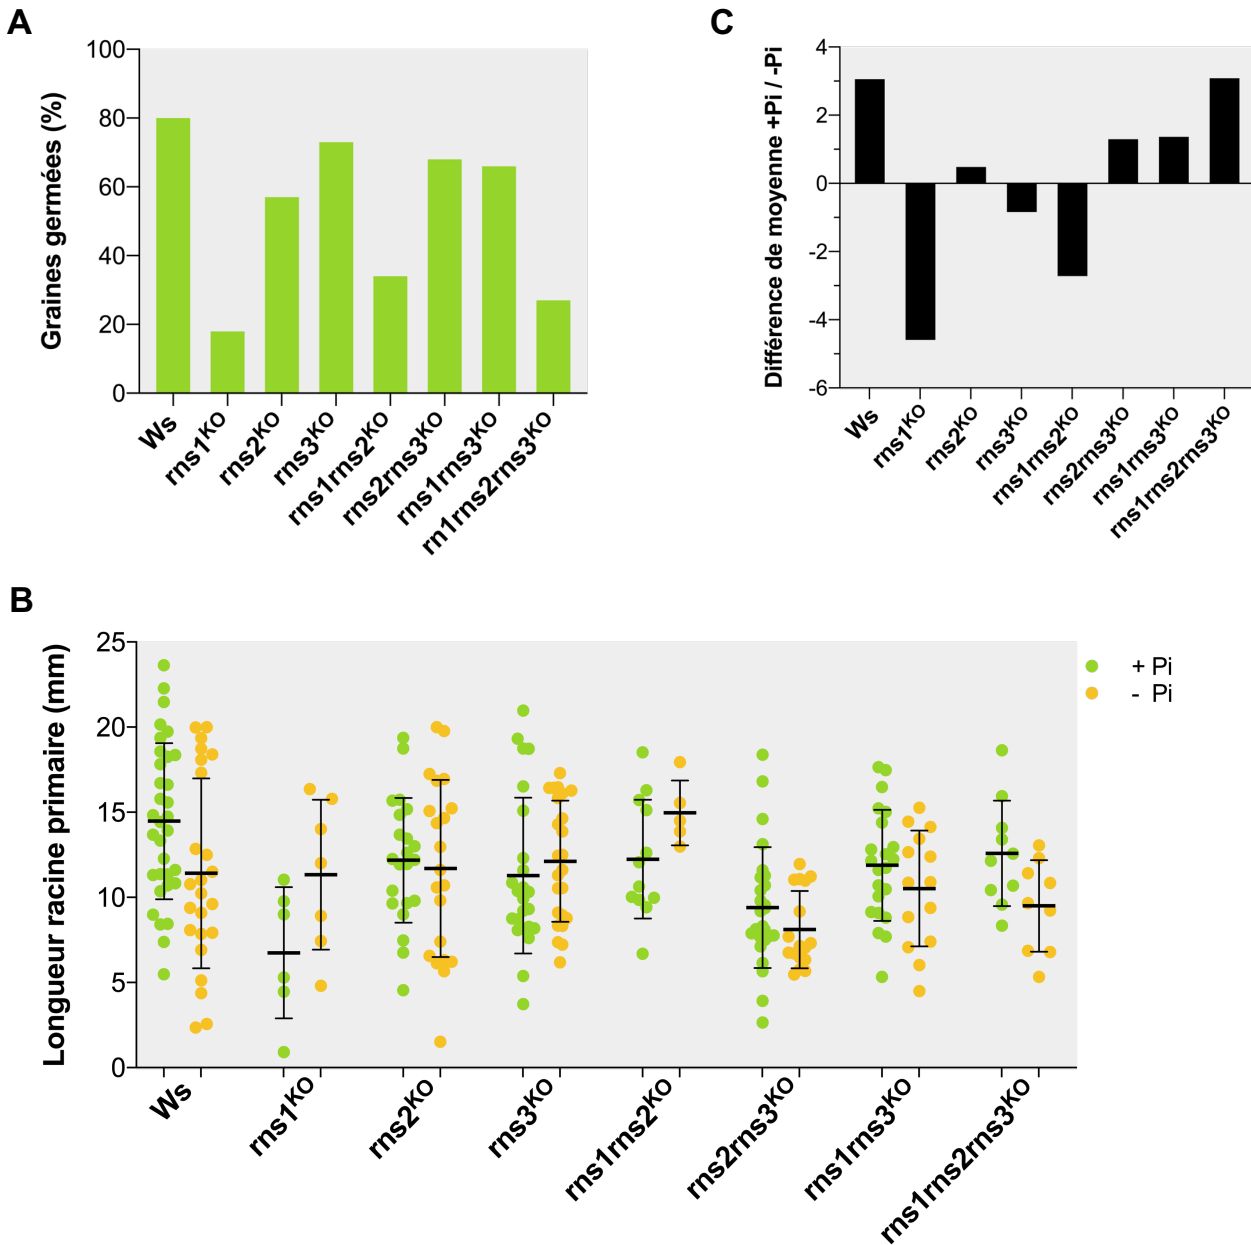 A
Graines germées (%)
100
80
60
40
20
0
Ws
rns1KO
rns2KO
rns3KO
rns1rns2KO
rns2rns3KO
rns1rns3KO
rn1rns2rns3KO
C
Différence de moyenne +Pi / -Pi
4
2
0
-2
-4
-6
Ws
rns1KO
rns2KO
rns3KO
rns1rns2KO
rns2rns3KO
rns1rns3KO
rns1rns2rns3KO
B
Longueur racine primaire (mm)
25
20
15
10
5
0
Ws
rns1KO
rns2KO
rns3KO
rns1rns2KO
rns2rns3KO
rns1rns3KO
rns1rns2rns3KO
+ Pi
- Pi